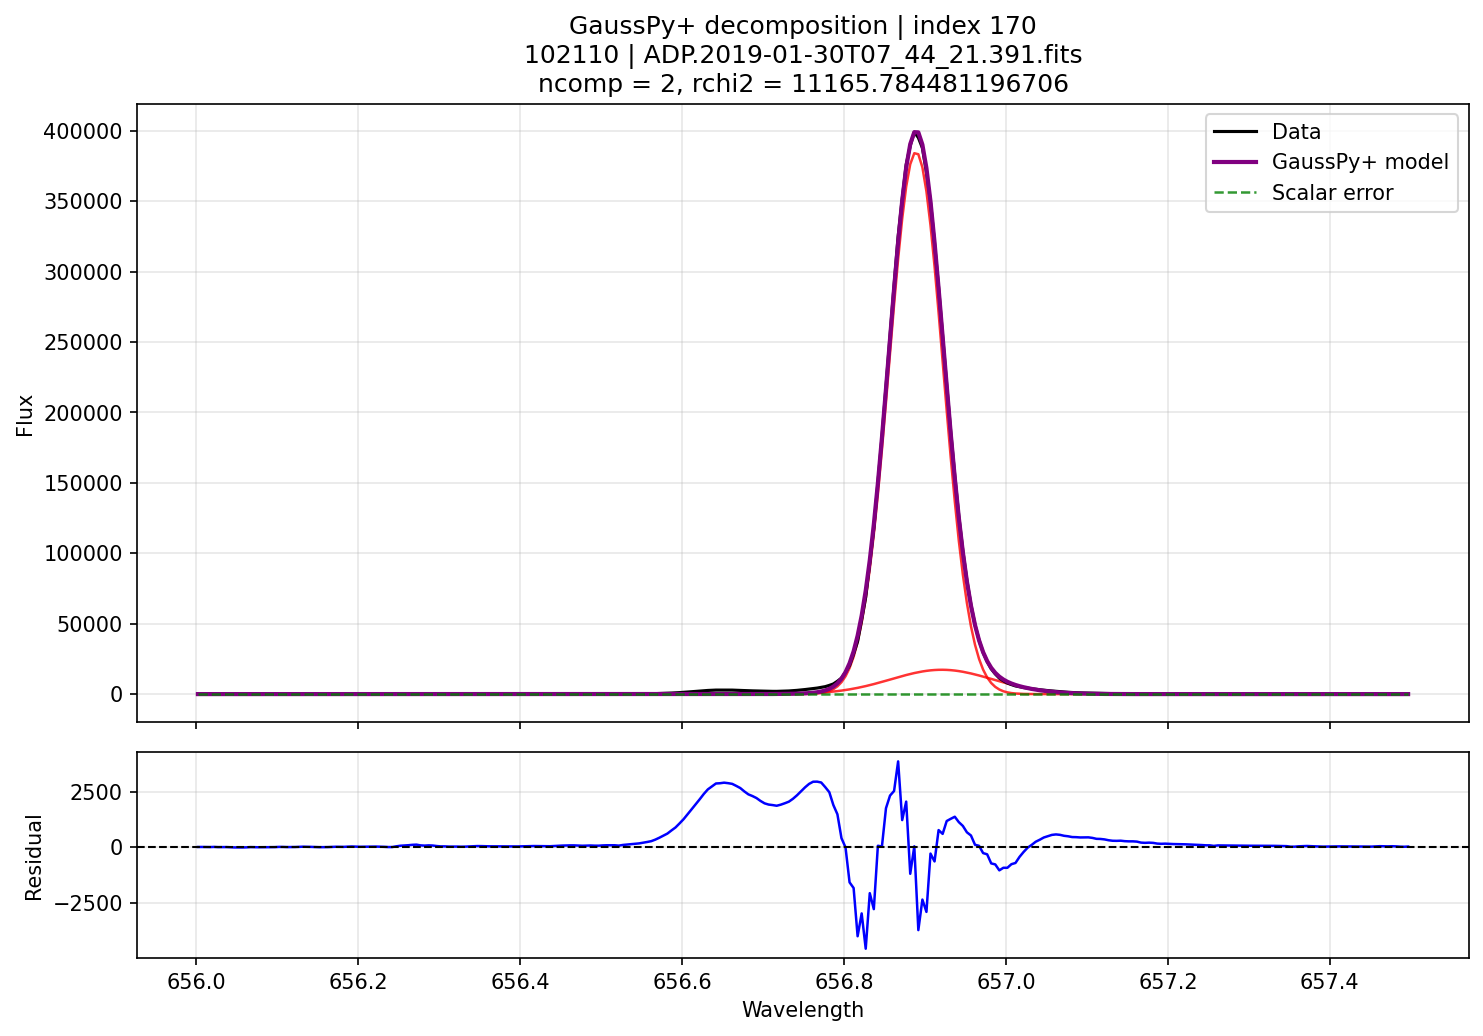 GaussPy+ decomposition | index 170
102110 | ADP.2019-01-30T07_44_21.391.fits
ncomp = 2, rchi2 = 11165.784481196706
Data
GaussPy+ model
Scalar error
Flux
400000
350000
300000
250000
200000
150000
100000
50000
0
Residual
2500
0
−2500
656.0 656.2 656.4 656.6 656.8 657.0 657.2 657.4
Wavelength